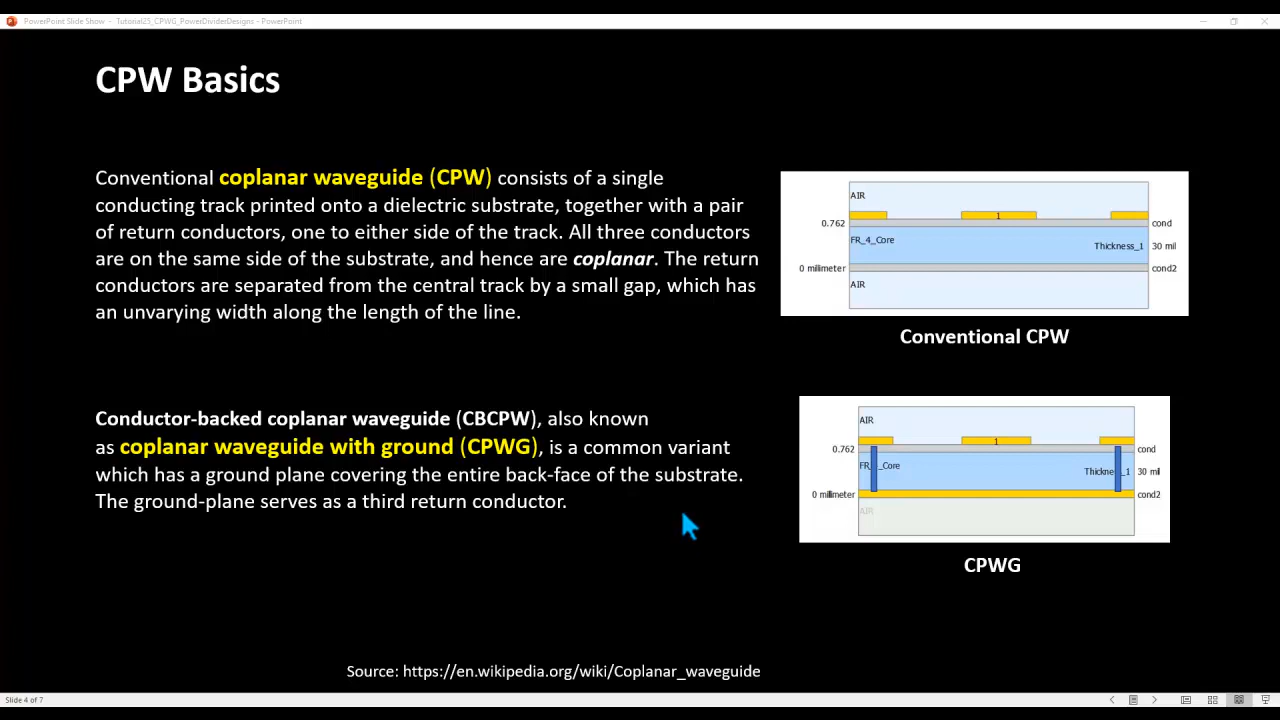 PowerPoint Slide Show - Tutorial25_CPWG_PowerDividerDesigns - PowerPoint
CPW Basics
Conventional coplanar waveguide (CPW) consists of a single
conducting track printed onto a dielectric substrate, together with a pair
of return conductors, one to either side of the track. All three conductors
are on the same side of the substrate, and hence are coplanar. The return
conductors are separated from the central track by a small gap, which has
an unvarying width along the length of the line.
AIR
1
0.762
cond
FR_4_Core
Thickness_1
30 mil
0 milimeter
cond2
AIR
Conventional CPW
Conductor-backed coplanar waveguide (CBCPW), also known
as coplanar waveguide with ground (CPWG), is a common variant
which has a ground plane covering the entire back-face of the substrate.
The ground-plane serves as a third return conductor.
AIR
1
0.762
cond
Thickness_1
30 mil
0 milimeter
cond2
AIR
CPWG
Source: https://en.wikipedia.org/wiki/Coplanar_waveguide
Slide 4 of 7